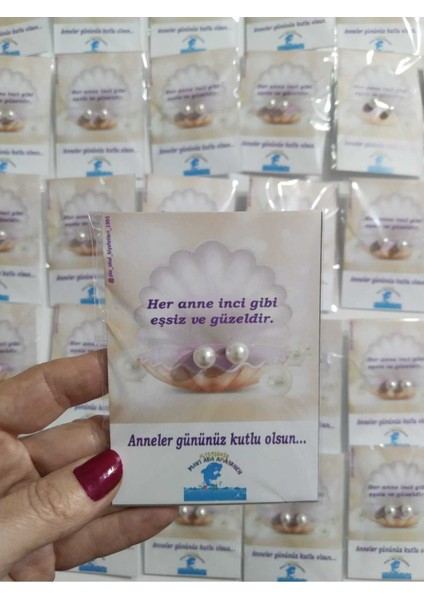 Her anne inci gibi
eşsiz ve güzeldir.
Anneler gününüz kutlu olsun...